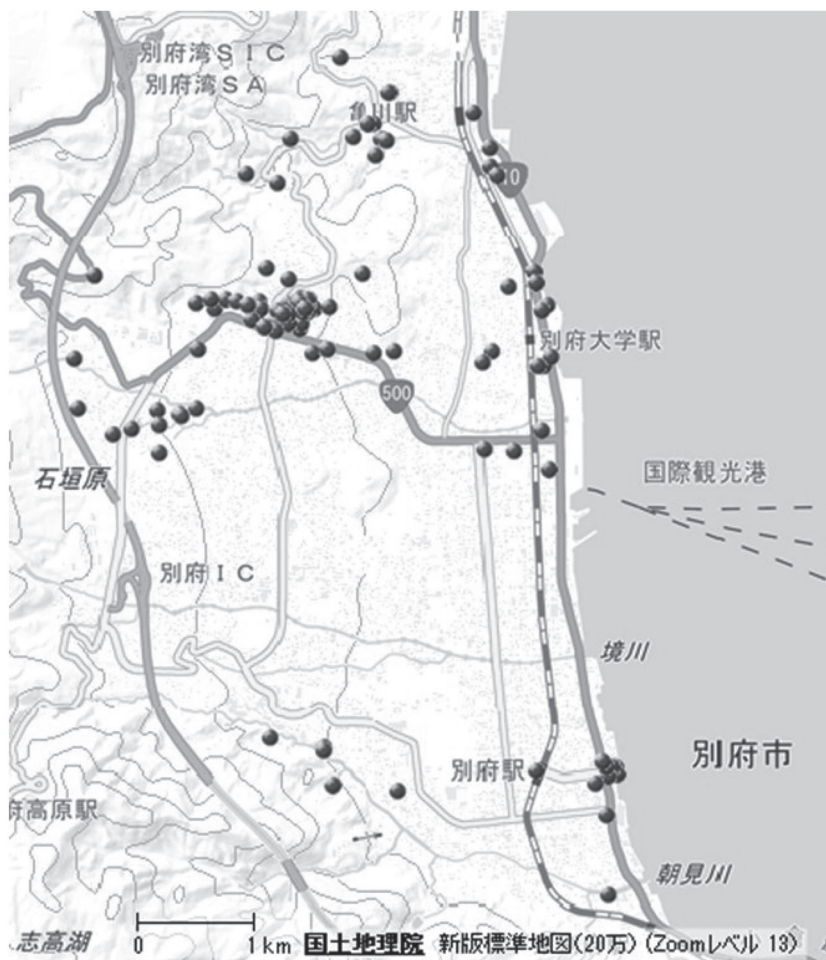 別府湾SIC
別府湾SA
亀川駅
10
別府大学駅
500
石垣原
国際観光港
別府IC
境川
別府市
別府駅
府高原駅
朝見川
志高湖
0 1km 国土地理院 新版標準地図(20万)(Zoomレベル 13)